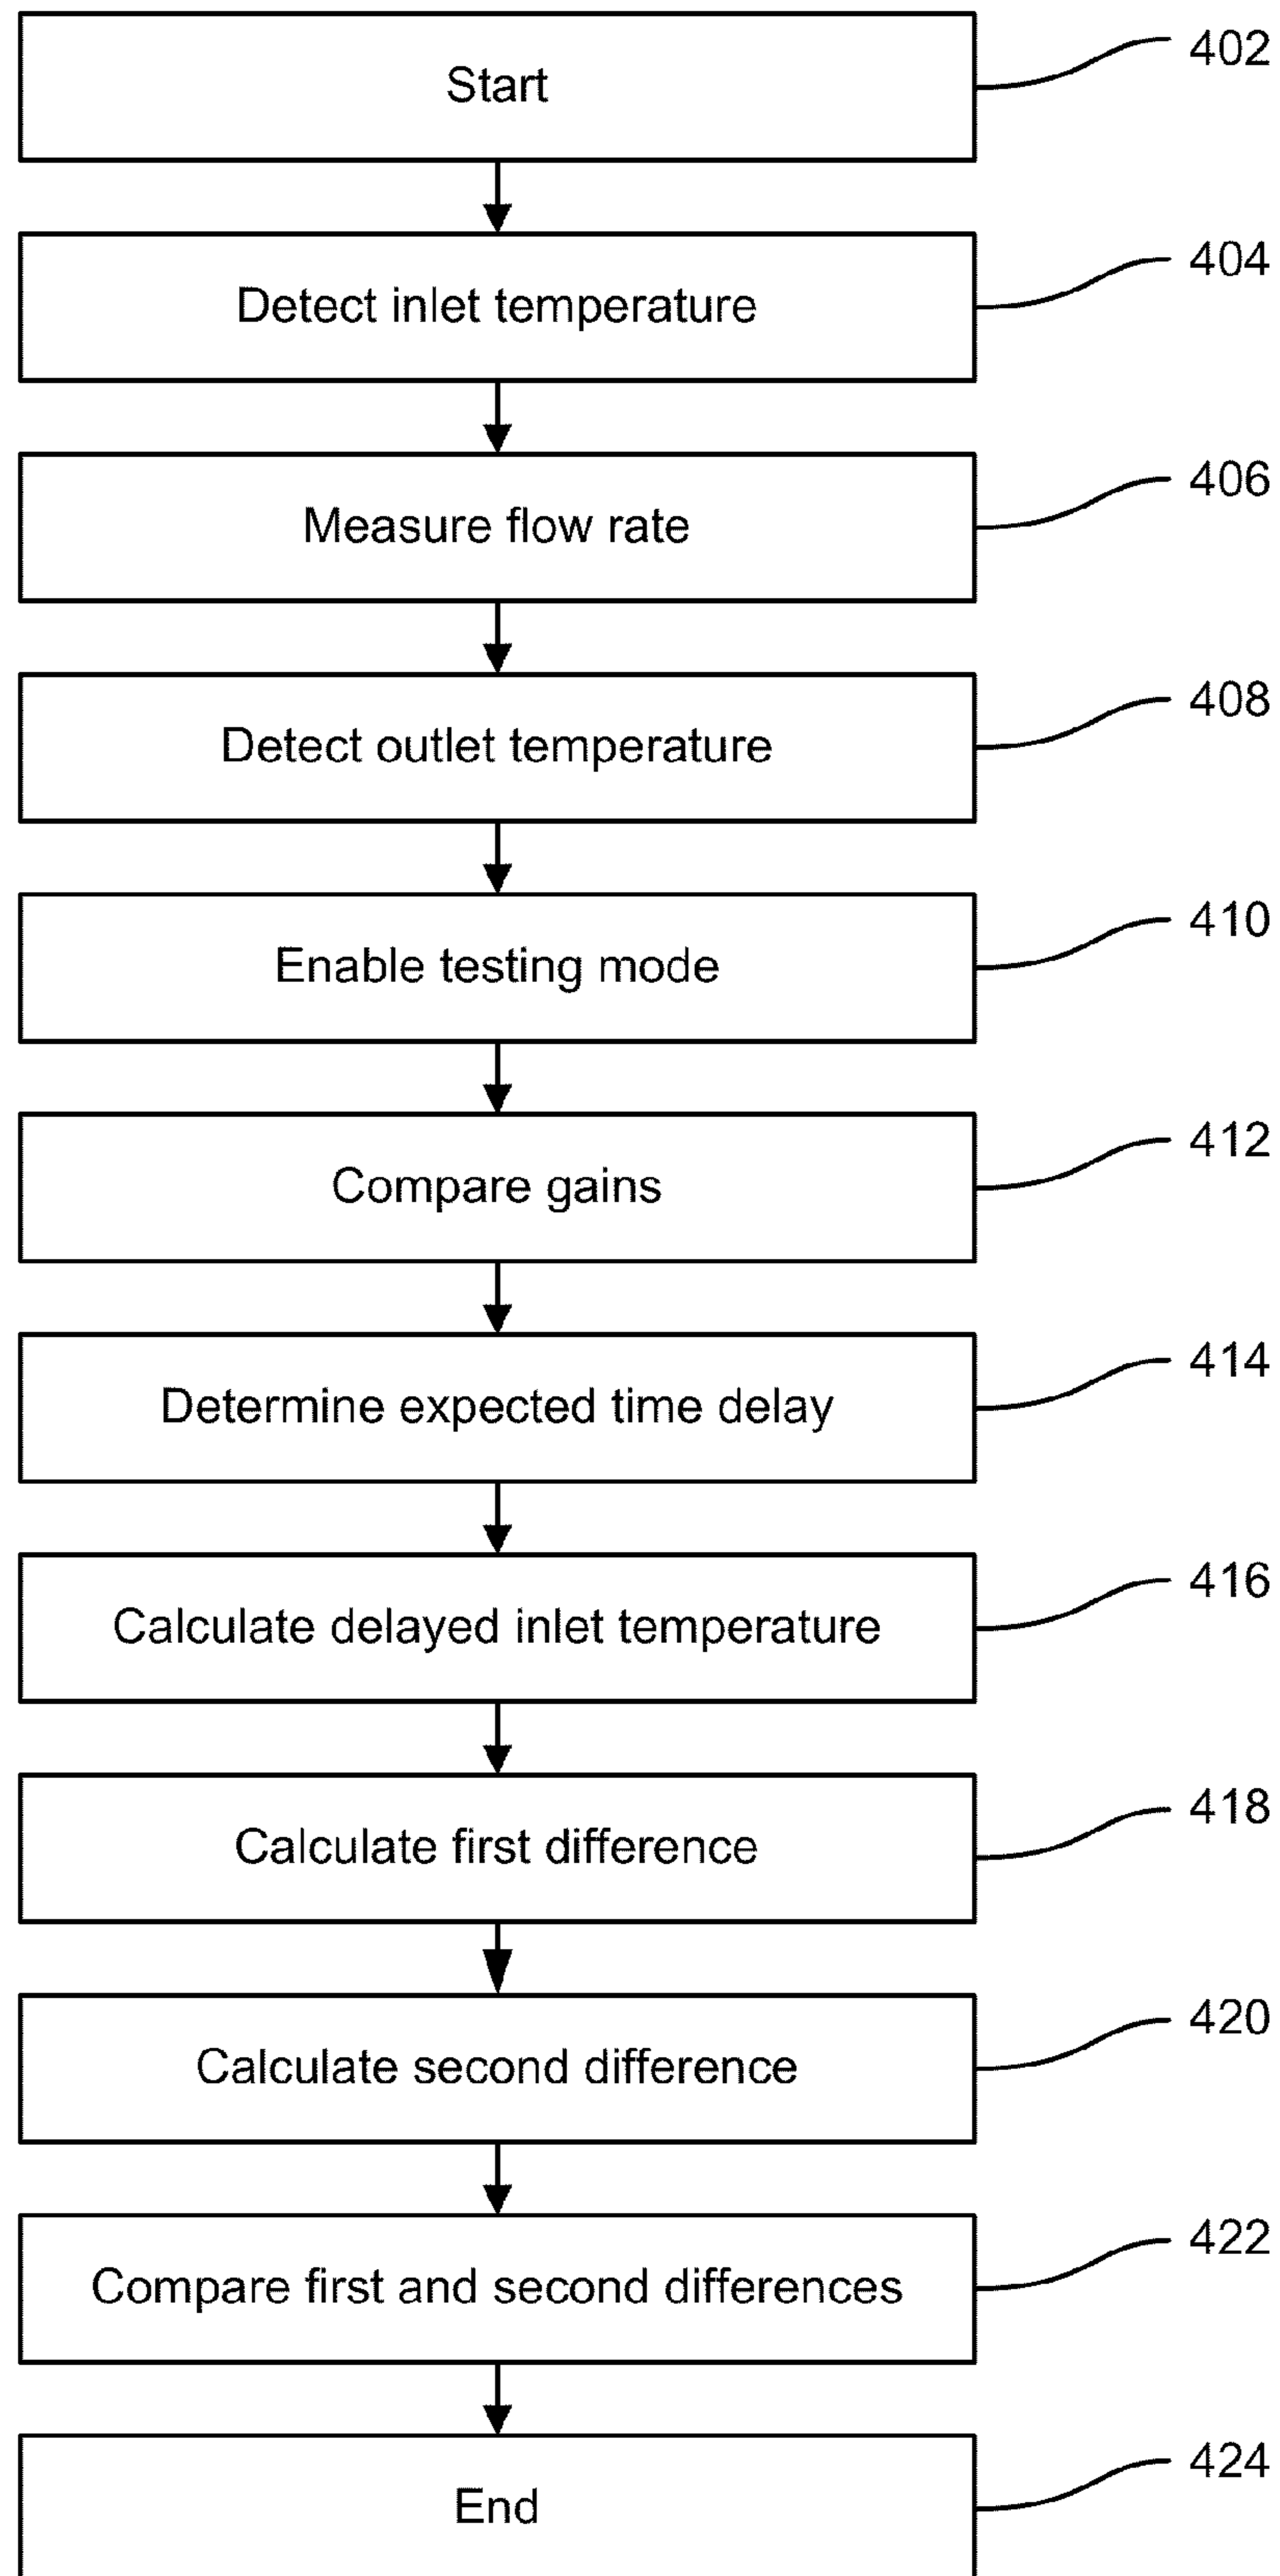 Start
402
Detect inlet temperature
404
Measure flow rate
406
Detect outlet temperature
408
Enable testing mode
410
Compare gains
412
Determine expected time delay
414
Calculate delayed inlet temperature
416
Calculate first difference
418
Calculate second difference
420
Compare first and second differences
422
End
424